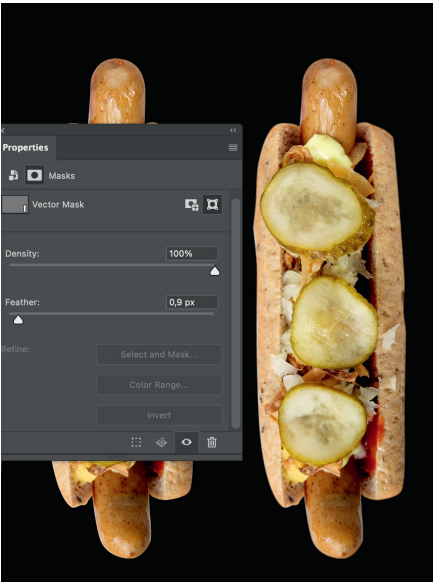 Properties
Masks
Vector Mask
Density:
100%
Feather:
0,9 px
Refine:
Select and Mask...
Color Range...
Invert